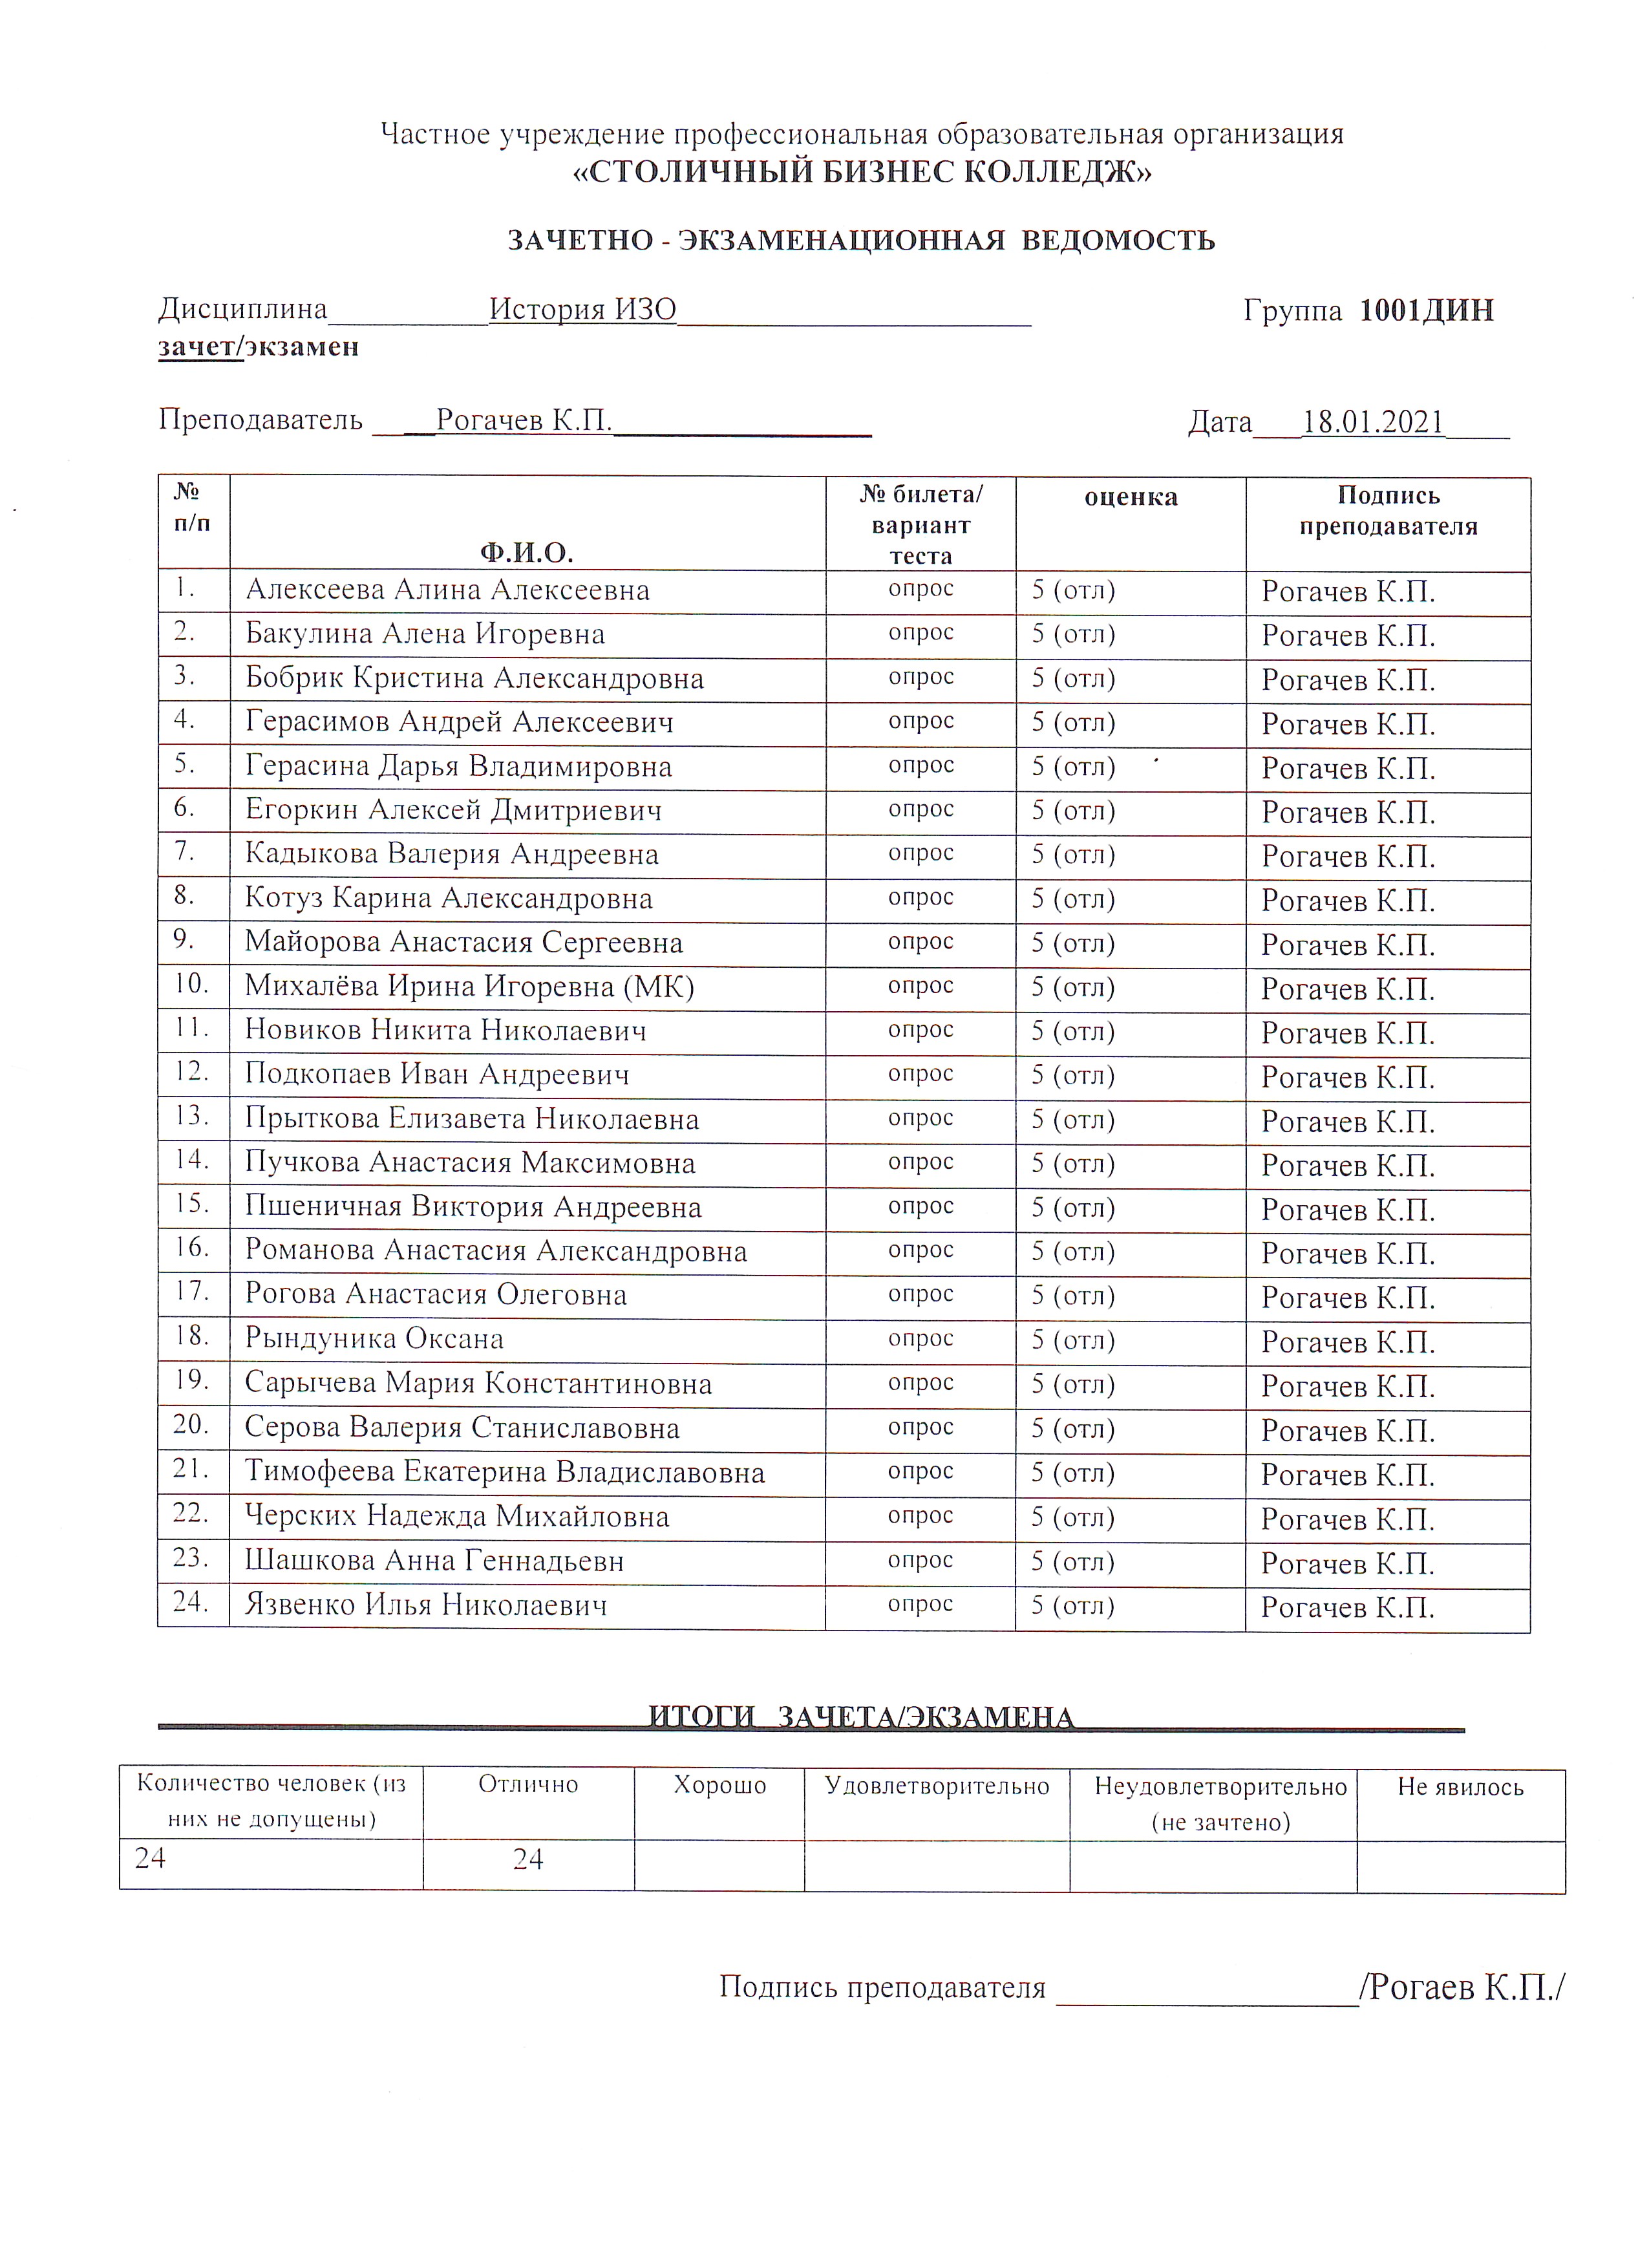 Частное учреждение профессиональная образовательная организация
«СТОЛИЧНЫЙ БИЗНЕС КОЛЛЕДЖ»
ЗАЧЕТНО - ЭКЗАМЕНАЦИОННАЯ ВЕДОМОСТЬ
Дисциплина__________История ИЗО______________________ Группа 1001ДИН
зачет/экзамен
Преподаватель ____Рогачев К.П.________________ Дата___18.01.2021____
№ п/п Ф.И.О. № билета/ вариант теста оценка Подпись преподавателя
1. Алексеева Алина Алексеевна опрос 5 (отл) Рогачев К.П.
2. Бакулина Алена Игоревна опрос 5 (отл) Рогачев К.П.
3. Бобрик Кристина Александровна опрос 5 (отл) Рогачев К.П.
4. Герасимов Андрей Алексеевич опрос 5 (отл) Рогачев К.П.
5. Герасина Дарья Владимировна опрос 5 (отл) Рогачев К.П.
6. Егоркин Алексей Дмитриевич опрос 5 (отл) Рогачев К.П.
7. Кадыкова Валерия Андреевна опрос 5 (отл) Рогачев К.П.
8. Котуз Карина Александровна опрос 5 (отл) Рогачев К.П.
9. Майорова Анастасия Сергеевна опрос 5 (отл) Рогачев К.П.
10. Михалёва Ирина Игоревна (МК) опрос 5 (отл) Рогачев К.П.
11. Новиков Никита Николаевич опрос 5 (отл) Рогачев К.П.
12. Подкопаев Иван Андреевич опрос 5 (отл) Рогачев К.П.
13. Прыткова Елизавета Николаевна опрос 5 (отл) Рогачев К.П.
14. Пучкова Анастасия Максимовна опрос 5 (отл) Рогачев К.П.
15. Пшеничная Виктория Андреевна опрос 5 (отл) Рогачев К.П.
16. Романова Анастасия Александровна опрос 5 (отл) Рогачев К.П.
17. Рогова Анастасия Олеговна опрос 5 (отл) Рогачев К.П.
18. Рындуника Оксана опрос 5 (отл) Рогачев К.П.
19. Сарычева Мария Константиновна опрос 5 (отл) Рогачев К.П.
20. Серова Валерия Станиславовна опрос 5 (отл) Рогачев К.П.
21. Тимофеева Екатерина Владиславовна опрос 5 (отл) Рогачев К.П.
22. Черских Надежда Михайловна опрос 5 (отл) Рогачев К.П.
23. Шашкова Анна Геннадьевн опрос 5 (отл) Рогачев К.П.
24. Язвенко Илья Николаевич опрос 5 (отл) Рогачев К.П.
ИТОГИ ЗАЧЕТА/ЭКЗАМЕНА
Количество человек (из них не допущены) Отлично Хорошо Удовлетворительно Неудовлетворительно (не зачтено) Не явилось
24 24
Подпись преподавателя ___________________/Рогаев К.П./